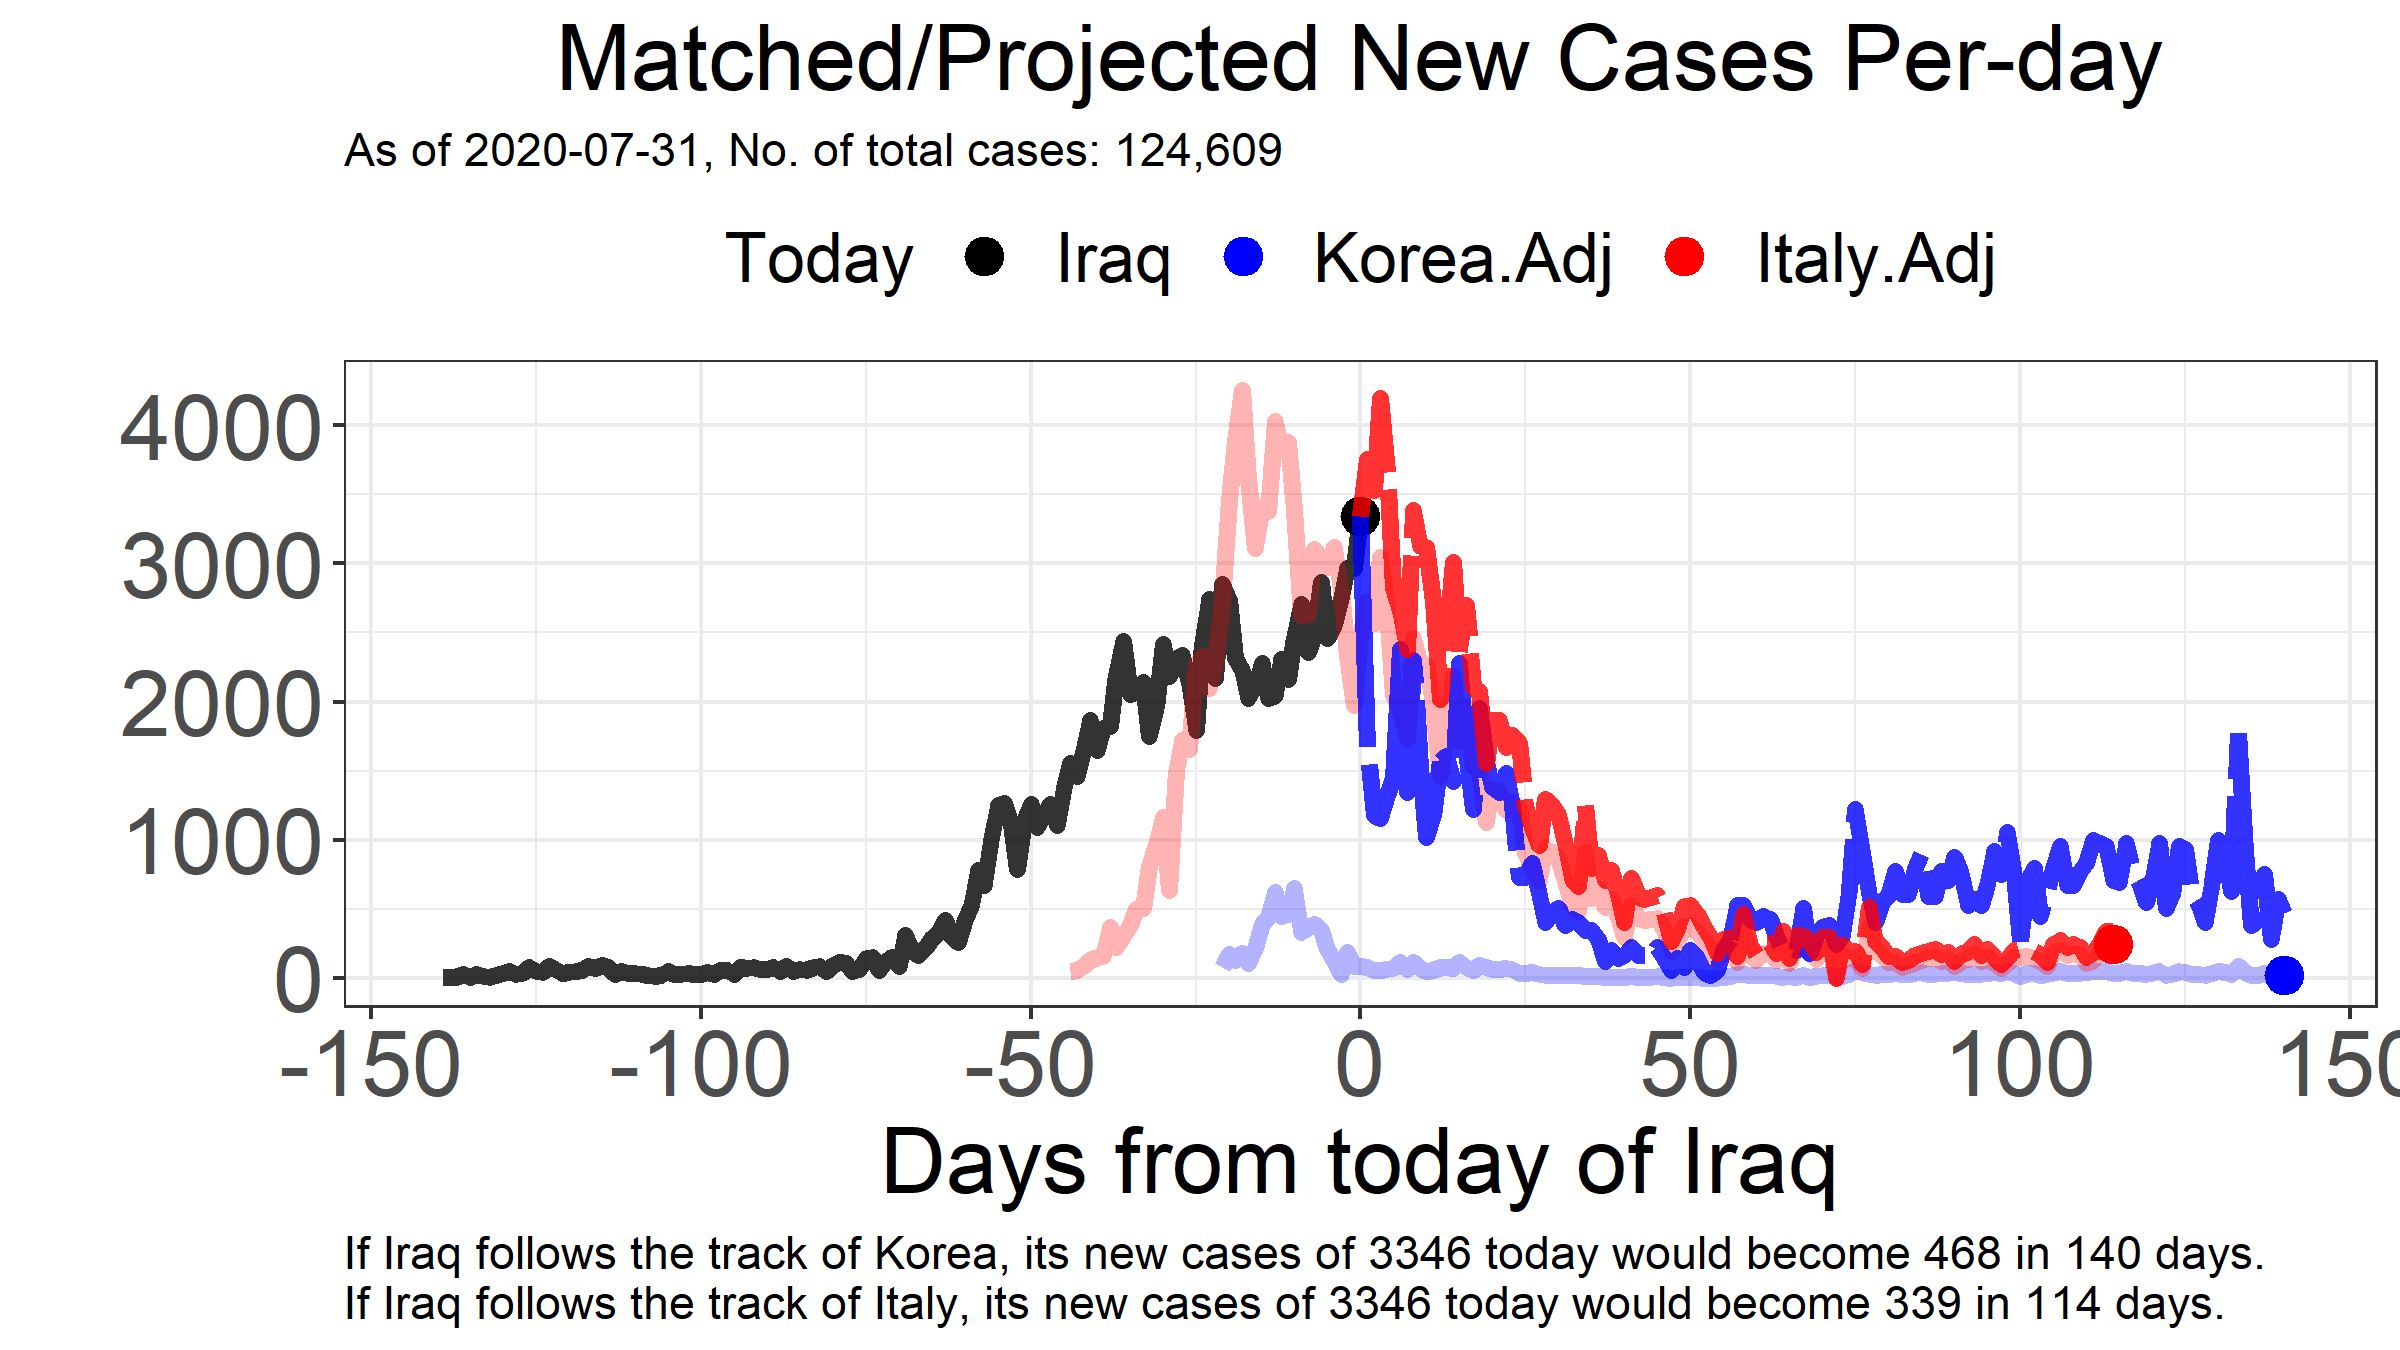 Matched/Projected New Cases Per-day
As of 2020-07-31, No. of total cases: 124,609
Today Iraq Korea.Adj Italy.Adj
4000
3000
2000
1000
0
-150 -100 -50 0 50 100 150
Days from today of Iraq
If Iraq follows the track of Korea, its new cases of 3346 today would become 468 in 140 days.
If Iraq follows the track of Italy, its new cases of 3346 today would become 339 in 114 days.